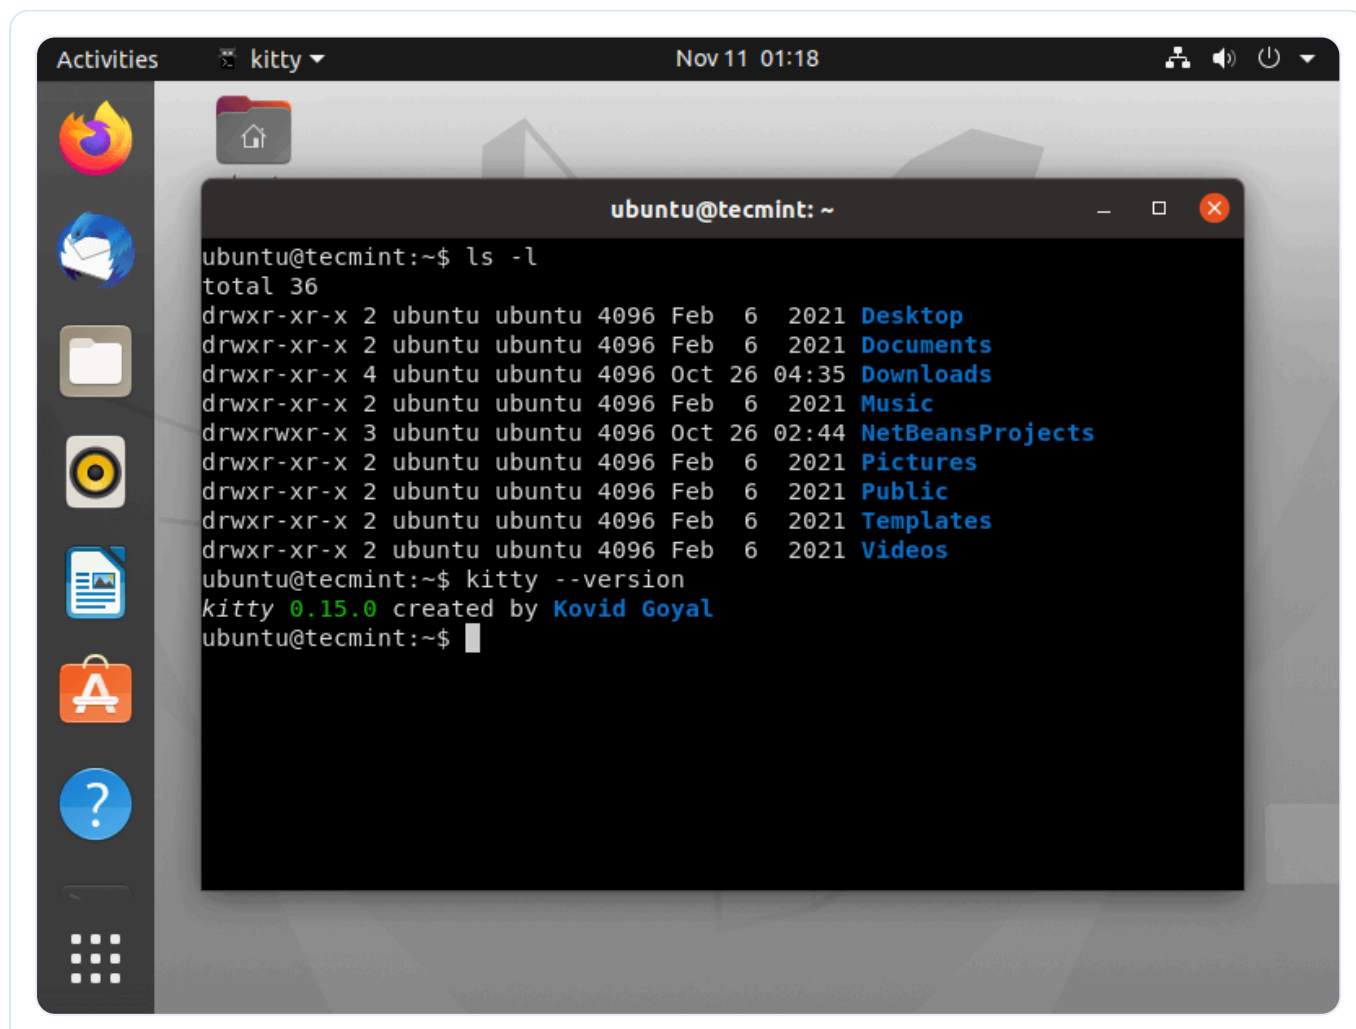 Activities kitty Nov 11 01:18
ubuntu@tecmint: ~
ubuntu@tecmint:~$ ls -l
total 36
drwxr-xr-x 2 ubuntu ubuntu 4096 Feb  6  2021 Desktop
drwxr-xr-x 2 ubuntu ubuntu 4096 Feb  6  2021 Documents
drwxr-xr-x 4 ubuntu ubuntu 4096 Oct 26 04:35 Downloads
drwxr-xr-x 2 ubuntu ubuntu 4096 Feb  6  2021 Music
drwxrwxr-x 3 ubuntu ubuntu 4096 Oct 26 02:44 NetBeansProjects
drwxr-xr-x 2 ubuntu ubuntu 4096 Feb  6  2021 Pictures
drwxr-xr-x 2 ubuntu ubuntu 4096 Feb  6  2021 Public
drwxr-xr-x 2 ubuntu ubuntu 4096 Feb  6  2021 Templates
drwxr-xr-x 2 ubuntu ubuntu 4096 Feb  6  2021 Videos
ubuntu@tecmint:~$ kitty --version
kitty 0.15.0 created by Kovid Goyal
ubuntu@tecmint:~$